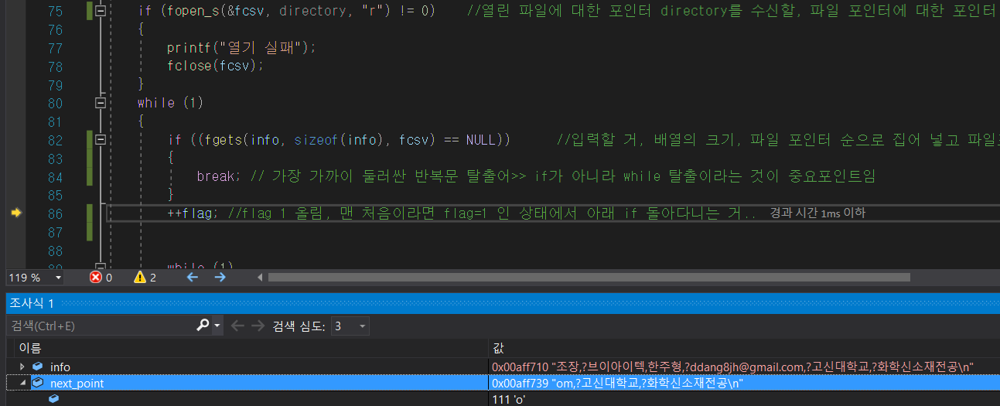 75 if (fopen_s(&fcsv, directory, "r") != 0) //열린 파일에 대한 포인터 directory를 수신할, 파일 포인터에 대한 포인터
76 {
77 printf("열기 실패");
78 fclose(fcsv);
79 }
80 while (1)
81 {
82 if ((fgets(info, sizeof(info), fcsv) == NULL)) //입력할 거, 배열의 크기, 파일 포인터 순으로 집어 넣고 파일
83 {
84 break; // 가장 가까이 둘러싼 반복문 탈출어>> if가 아니라 while 탈출이라는 것이 중요포인트임
85 }
86 ++flag; //flag 1 올림, 맨 처음이라면 flag=1 인 상태에서 아래 if 돌아다니는 거.. 경과 시간 1ms 이하
87
88
while (1)
119 % 0 2
조사식 1
검색(Ctrl+E) 검색 심도: 3
이름 값
info 0x00aff710 "조장,?브이아이텍,한주형,?ddang8jh@gmail.com,?고신대학교,?화학신소재전공\n"
next_point 0x00aff739 "om,?고신대학교,?화학신소재전공\n"
111 'o'